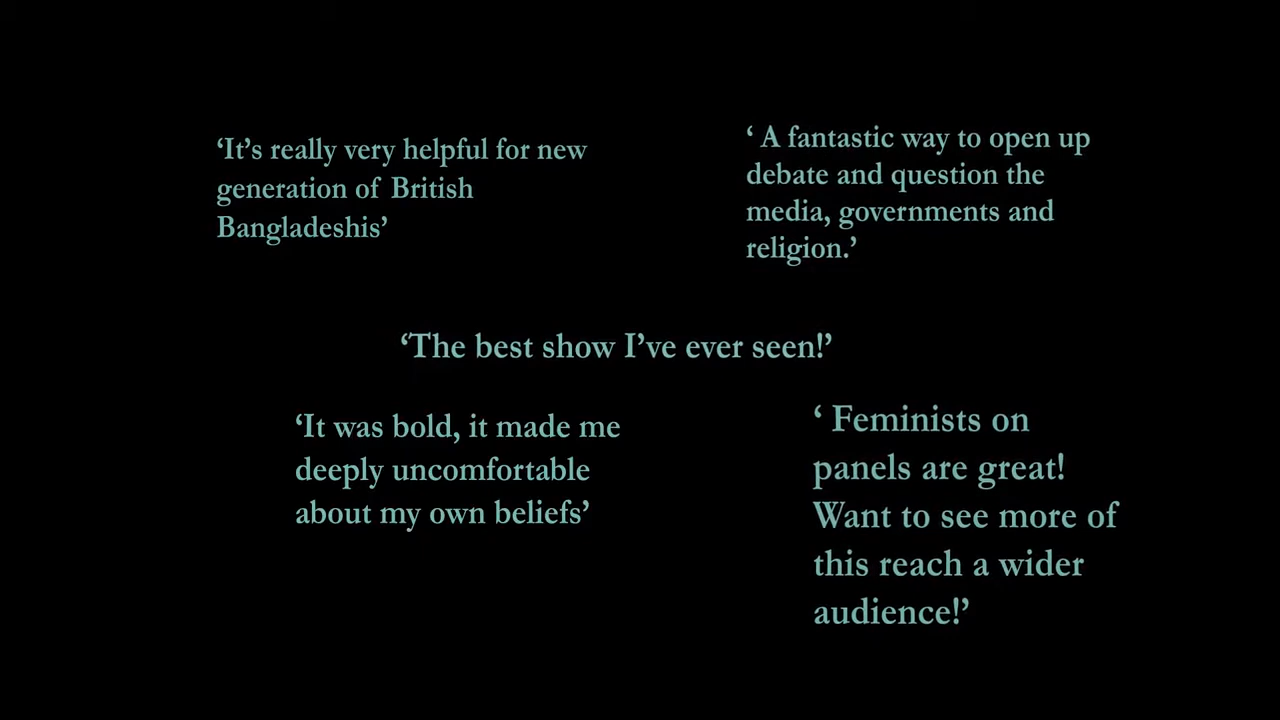 ‘It’s really very helpful for new
generation of British
Bangladeshis’
‘ A fantastic way to open up
debate and question the
media, governments and
religion.’
‘The best show I’ve ever seen!’
‘It was bold, it made me
deeply uncomfortable
about my own beliefs’
‘ Feminists on
panels are great!
Want to see more of
this reach a wider
audience!’